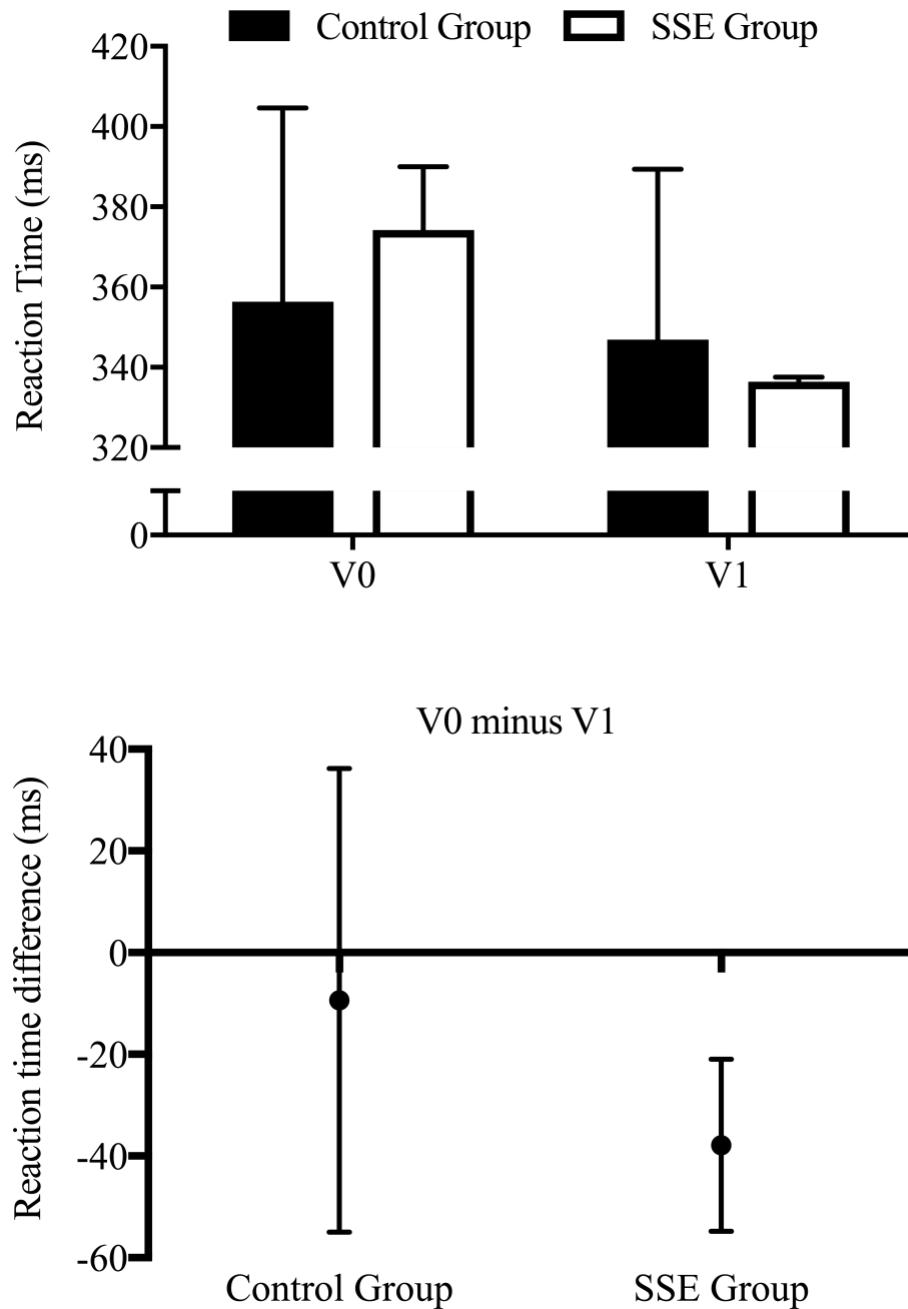 Control Group SSE Group
Reaction Time (ms)
420
400
380
360
340
320
0
V0 V1
V0 minus V1
Reaction time difference (ms)
40
20
0
-20
-40
-60
Control Group SSE Group